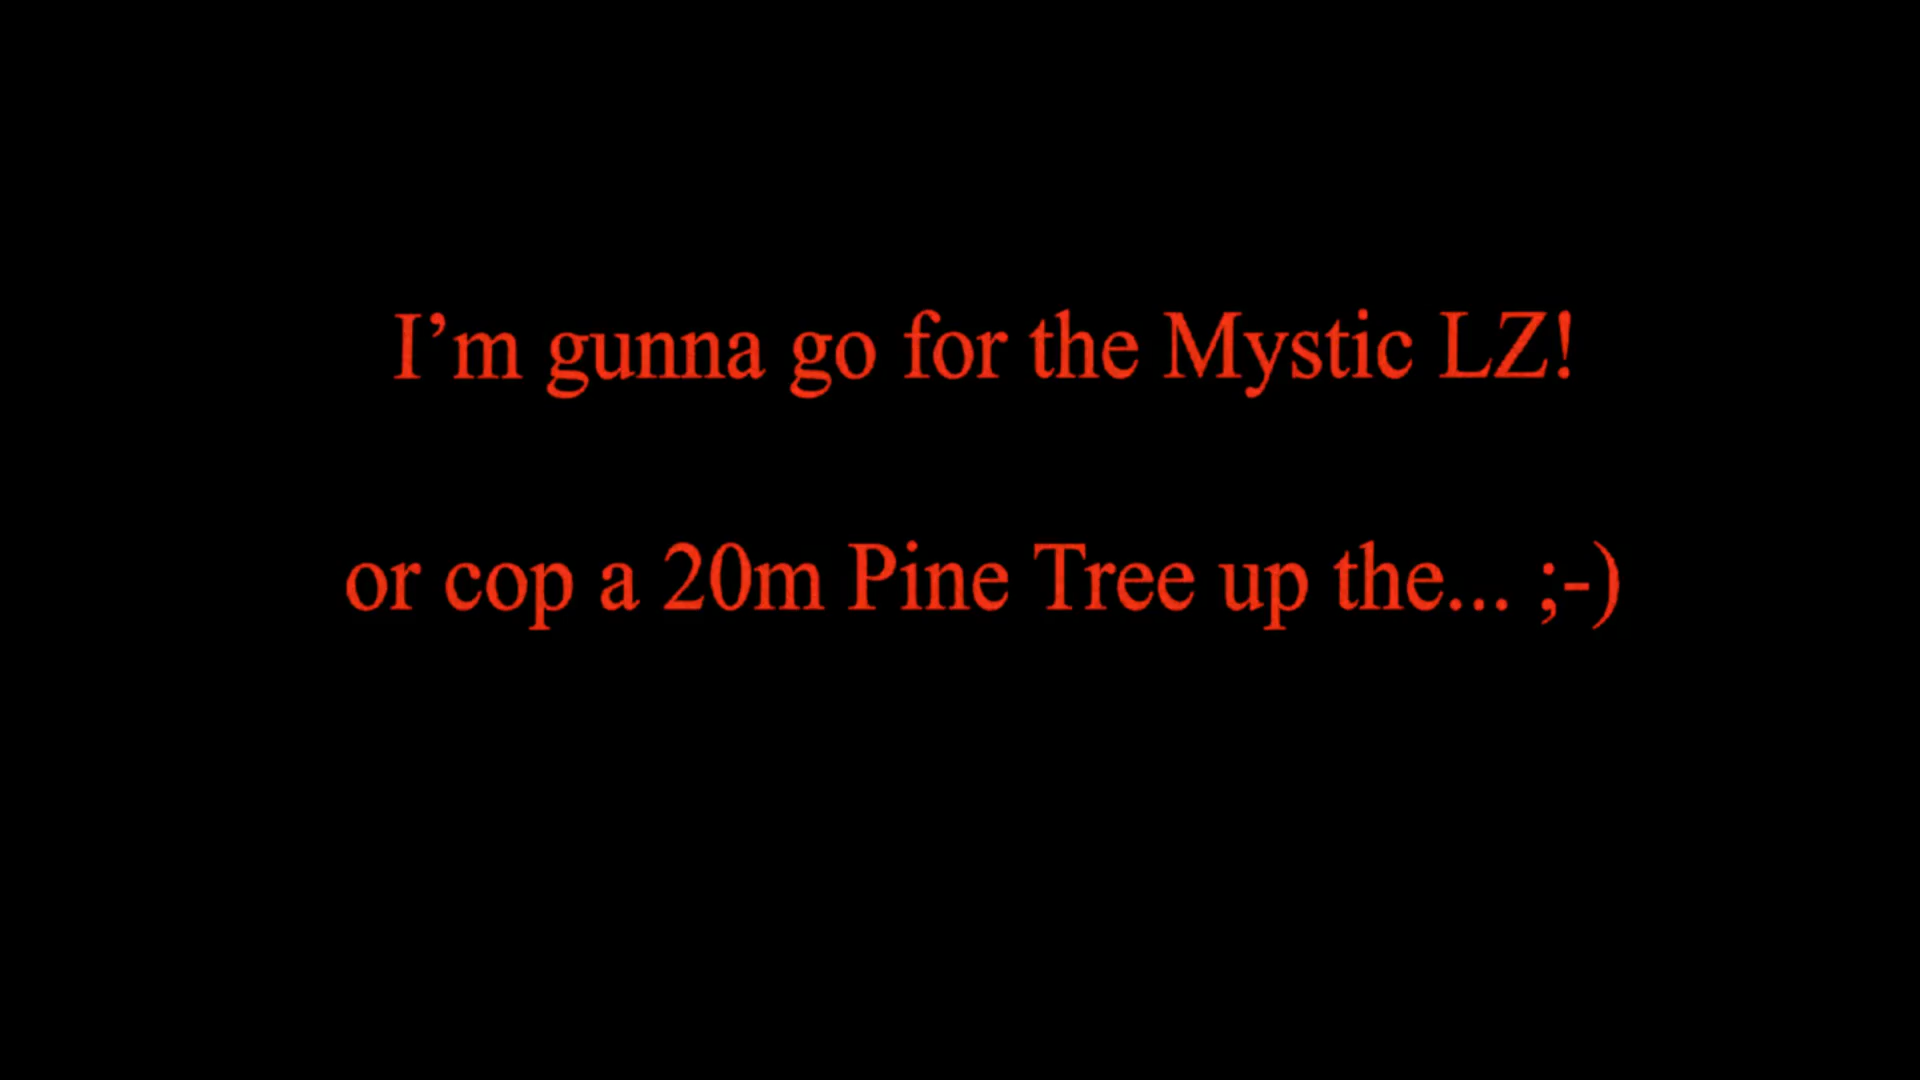 I’m gunna go for the Mystic LZ!
or cop a 20m Pine Tree up the... ;-)